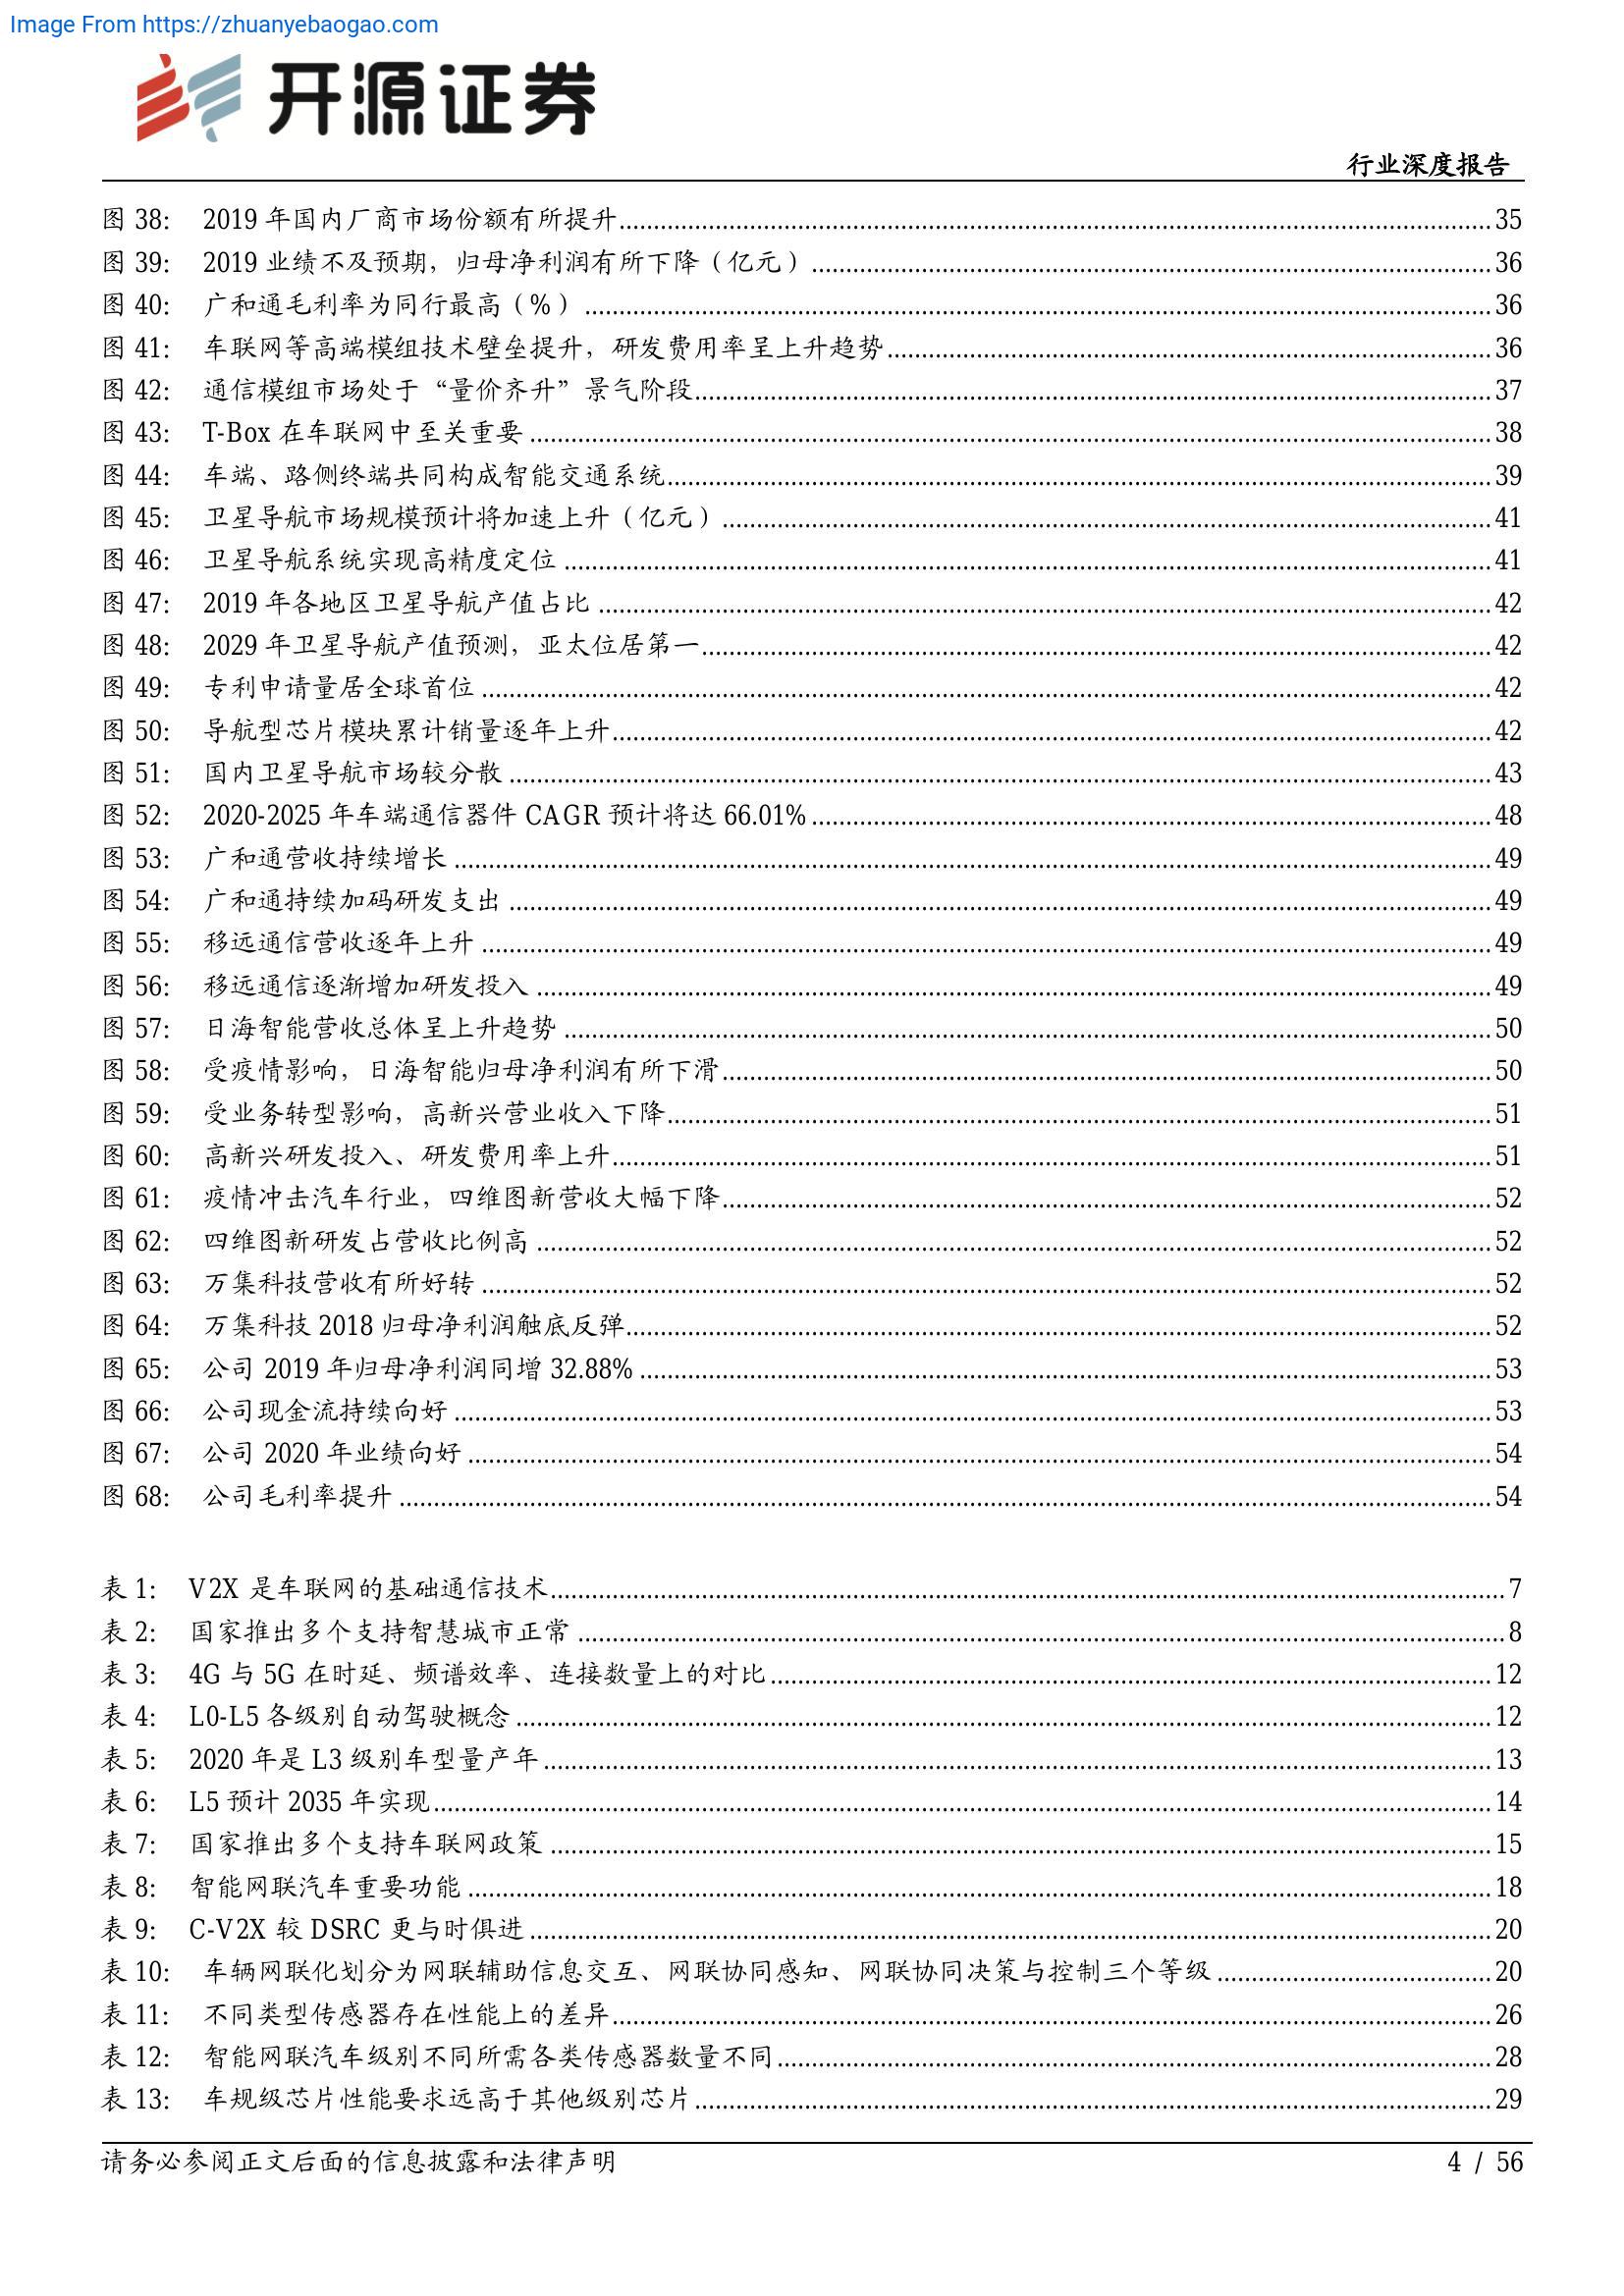 Image From https://zhuanyebaogao.com
开源证券
行业深度报告
图 38: 2019 年国内厂商市场份额有所提升 35
图 39: 2019 业绩不及预期，归母净利润有所下降（亿元） 36
图 40: 广和通毛利率为同行最高（%） 36
图 41: 车联网等高端模组技术壁垒提升，研发费用率呈上升趋势 36
图 42: 通信模组市场处于“量价齐升”景气阶段 37
图 43: T-Box 在车联网中至关重要 38
图 44: 车端、路侧终端共同构成智能交通系统 39
图 45: 卫星导航市场规模预计将加速上升（亿元） 41
图 46: 卫星导航系统实现高精度定位 41
图 47: 2019 年各地区卫星导航产值占比 42
图 48: 2029 年卫星导航产值预测，亚太位居第一 42
图 49: 专利申请量居全球首位 42
图 50: 导航型芯片模块累计销量逐年上升 42
图 51: 国内卫星导航市场较分散 43
图 52: 2020-2025 年车端通信器件 CAGR 预计将达 66.01% 48
图 53: 广和通营收持续增长 49
图 54: 广和通持续加码研发支出 49
图 55: 移远通信营收逐年上升 49
图 56: 移远通信逐渐增加研发投入 49
图 57: 日海智能营收总体呈上升趋势 50
图 58: 受疫情影响，日海智能归母净利润有所下滑 50
图 59: 受业务转型影响，高新兴营业收入下降 51
图 60: 高新兴研发投入、研发费用率上升 51
图 61: 疫情冲击汽车行业，四维图新营收大幅下降 52
图 62: 四维图新研发占营收比例高 52
图 63: 万集科技营收有所好转 52
图 64: 万集科技 2018 归母净利润触底反弹 52
图 65: 公司 2019 年归母净利润同增 32.88% 53
图 66: 公司现金流持续向好 53
图 67: 公司 2020 年业绩向好 54
图 68: 公司毛利率提升 54
表 1: V2X 是车联网的基础通信技术 7
表 2: 国家推出多个支持智慧城市正常 8
表 3: 4G 与 5G 在时延、频谱效率、连接数量上的对比 12
表 4: L0-L5 各级别自动驾驶概念 12
表 5: 2020 年是 L3 级别车型量产年 13
表 6: L5 预计 2035 年实现 14
表 7: 国家推出多个支持车联网政策 15
表 8: 智能网联汽车重要功能 18
表 9: C-V2X 较 DSRC 更与时俱进 20
表 10: 车辆网联化划分为网联辅助信息交互、网联协同感知、网联协同决策与控制三个等级 20
表 11: 不同类型传感器存在性能上的差异 26
表 12: 智能网联汽车级别不同所需各类传感器数量不同 28
表 13: 车规级芯片性能要求远高于其他级别芯片 29
请务必参阅正文后面的信息披露和法律声明 4 / 56